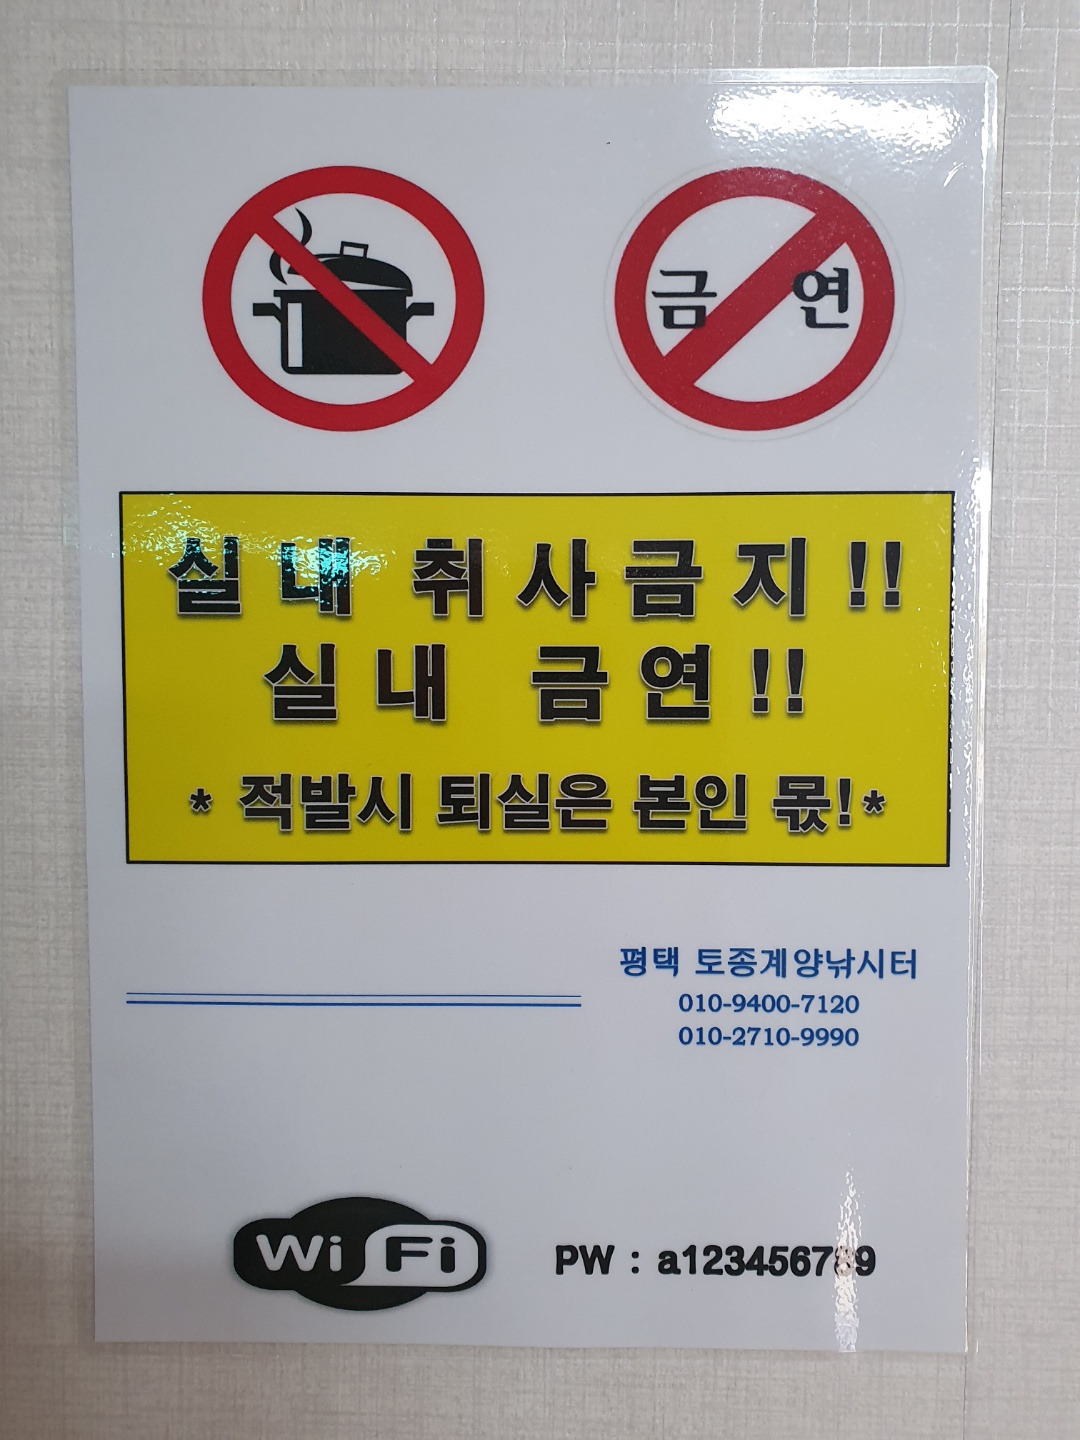 금 연
실내 취사금지!!
실내 금연!!
* 적발시 퇴실은 본인 몫!*
평택 토종계양낚시터
010-9400-7120
010-2710-9990
WiFi PW : a123456789